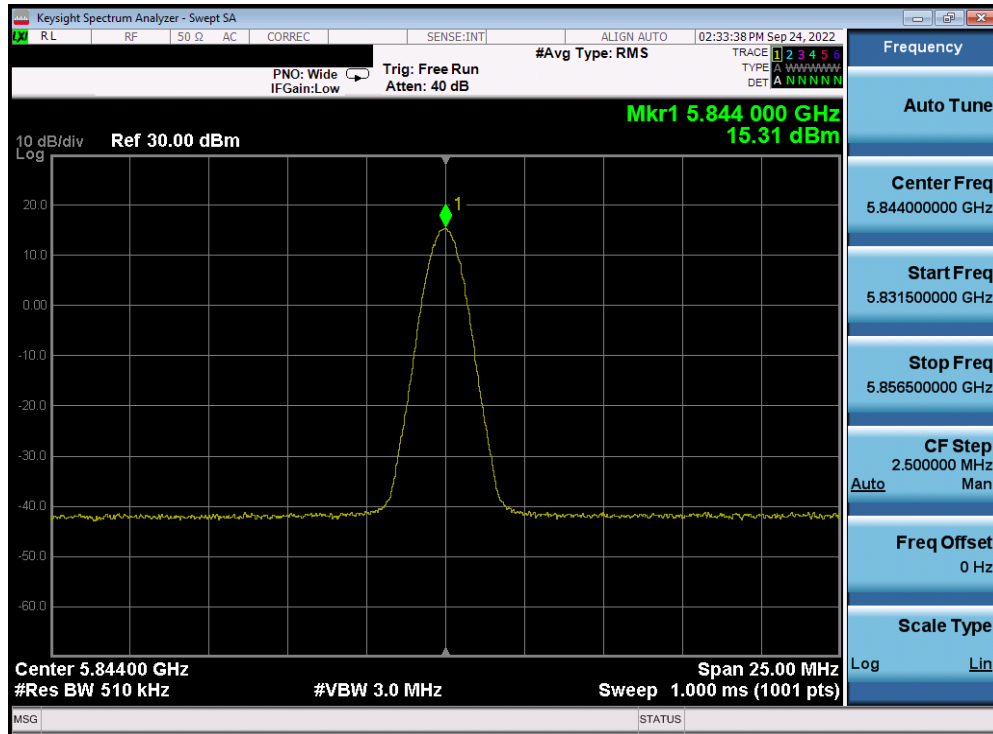 Keysight Spectrum Analyzer - Swept SA
LXI RL RF 50 Ω AC CORREC SENSE:INT ALIGN AUTO 02:33:38 PM Sep 24, 2022
#Avg Type: RMS
TRACE 1 2 3 4 5 6
PNO: Wide Trig: Free Run
TYPE A WWWWW
IFGain:Low Atten: 40 dB
DET A N N N N N
Mkr1 5.844 000 GHz
15.31 dBm
10 dB/div Ref 30.00 dBm
Log
1
20.0
10.0
0.00
-10.0
-20.0
-30.0
-40.0
-50.0
-60.0
Center 5.84400 GHz Span 25.00 MHz
#Res BW 510 kHz #VBW 3.0 MHz Sweep 1.000 ms (1001 pts)
MSG STATUS
Frequency
Auto Tune
Center Freq
5.844000000 GHz
Start Freq
5.831500000 GHz
Stop Freq
5.856500000 GHz
CF Step
2.500000 MHz
Auto Man
Freq Offset
0 Hz
Scale Type
Log Lin